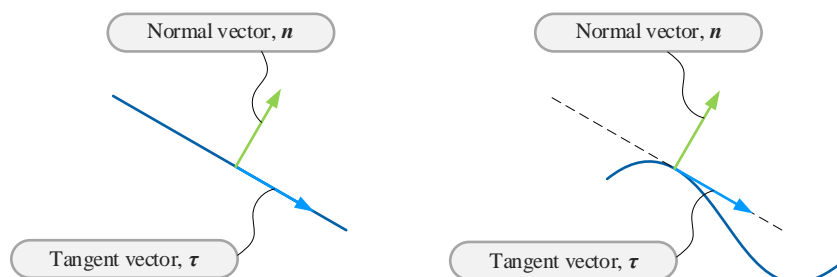 Normal vector, n
Normal vector, n
Tangent vector, τ
Tangent vector, τ